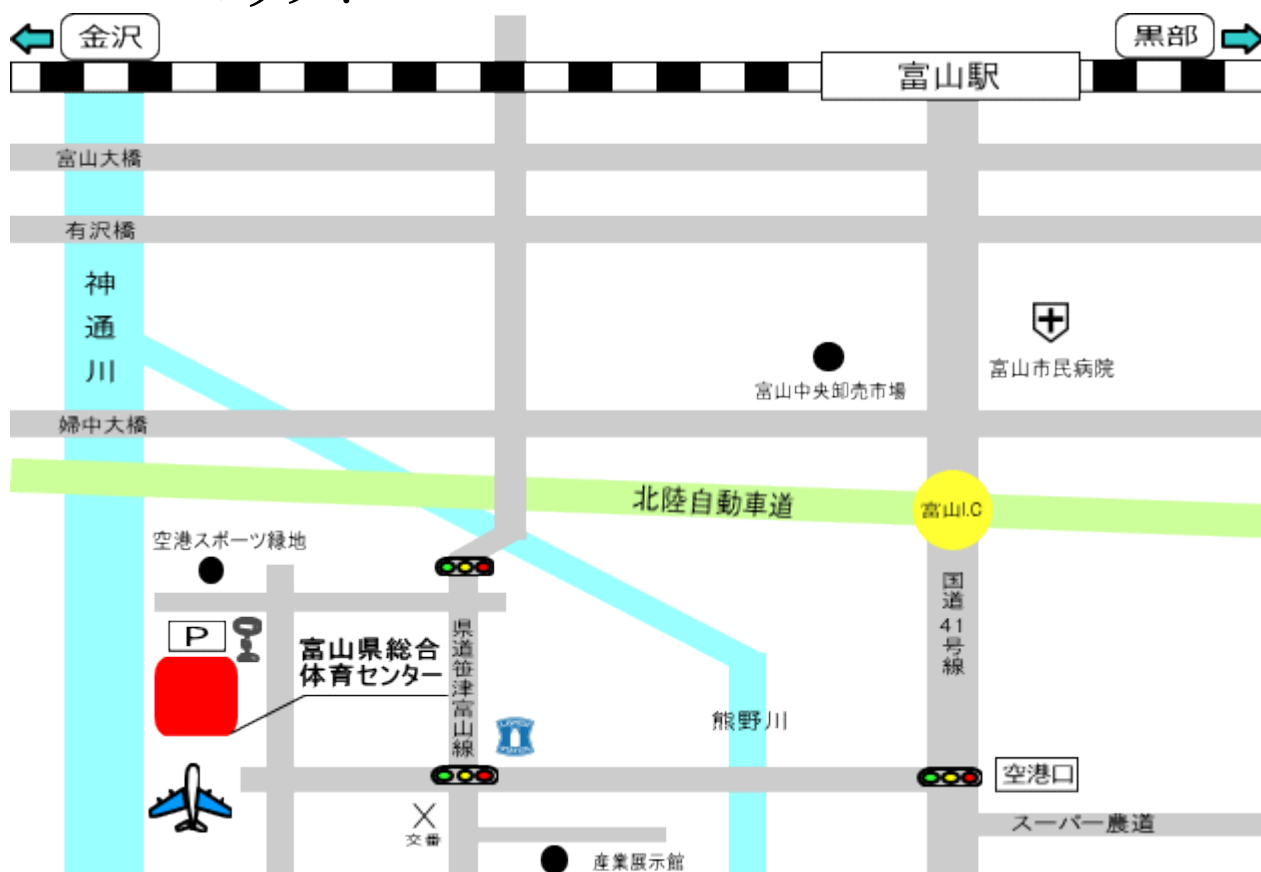 金沢
黒部
富山駅
富山大橋
有沢橋
神通川
富山市民病院
富山中央卸売市場
婦中大橋
北陸自動車道
富山I.C
空港スポーツ緑地
国道41号線
P
富山県総合
体育センター
県道笹津富山線
熊野川
空港口
交番
スーパー農道
産業展示館